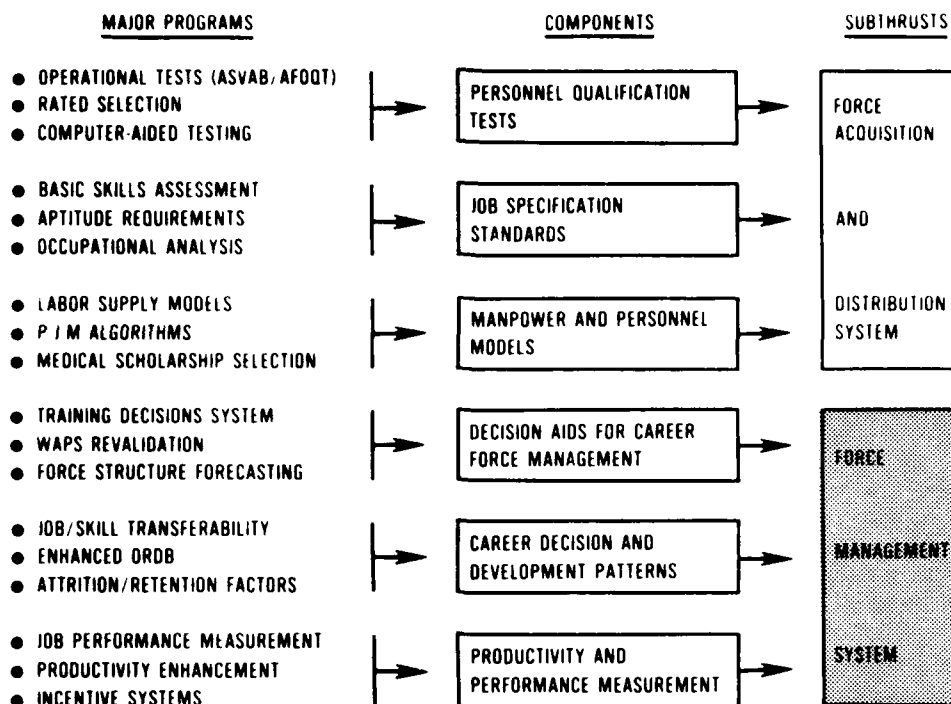 MAJOR PROGRAMS
COMPONENTS
SUBTHRUSTS
● OPERATIONAL TESTS (ASVAB/AFOQT)
● RATED SELECTION
● COMPUTER-AIDED TESTING
PERSONNEL QUALIFICATION
TESTS
● BASIC SKILLS ASSESSMENT
● APTITUDE REQUIREMENTS
● OCCUPATIONAL ANALYSIS
JOB SPECIFICATION
STANDARDS
● LABOR SUPPLY MODELS
● P I M ALGORITHMS
● MEDICAL SCHOLARSHIP SELECTION
MANPOWER AND PERSONNEL
MODELS
FORCE
ACQUISITION
AND
DISTRIBUTION
SYSTEM
● TRAINING DECISIONS SYSTEM
● WAPS REVALIDATION
● FORCE STRUCTURE FORECASTING
DECISION AIDS FOR CAREER
FORCE MANAGEMENT
● JOB/SKILL TRANSFERABILITY
● ENHANCED ORDB
● ATTRITION/RETENTION FACTORS
CAREER DECISION AND
DEVELOPMENT PATTERNS
● JOB PERFORMANCE MEASUREMENT
● PRODUCTIVITY ENHANCEMENT
● INCENTIVE SYSTEMS
PRODUCTIVITY AND
PERFORMANCE MEASUREMENT
FORCE
MANAGEMENT
SYSTEM